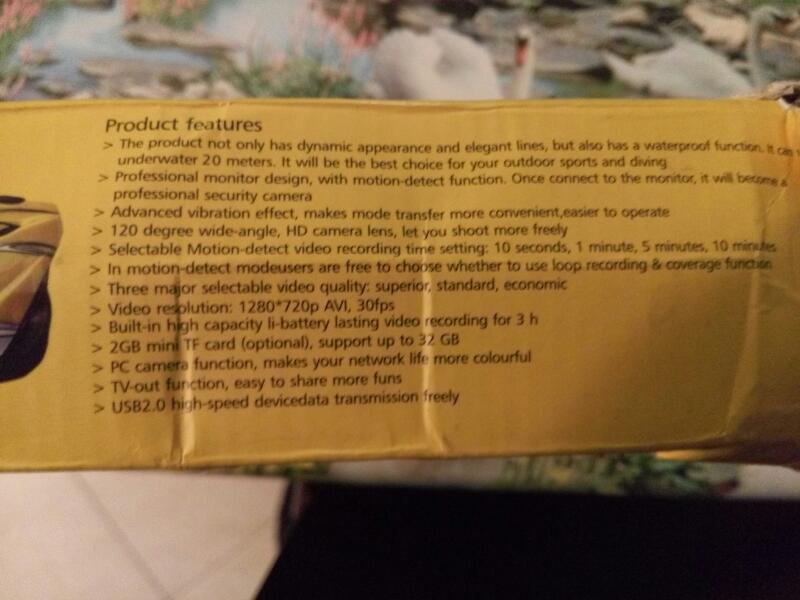 Product features
> The product not only has dynamic appearance and elegant lines, but also has a waterproof function. It can
underwater 20 meters. It will be the best choice for your outdoor sports and diving
> Professional monitor design, with motion-detect function. Once connect to the monitor, it will become a
professional security camera
> Advanced vibration effect, makes mode transfer more convenient,easier to operate
> 120 degree wide-angle, HD camera lens, let you shoot more freely
> Selectable Motion-detect video recording time setting: 10 seconds, 1 minute, 5 minutes, 10 minutes
> In motion-detect modeusers are free to choose whether to use loop recording & coverage function
> Three major selectable video quality: superior, standard, economic
> Video resolution: 1280*720p AVI, 30fps
> Built-in high capacity li-battery lasting video recording for 3 h
> 2GB mini TF card (optional), support up to 32 GB
> PC camera function, makes your network life more colourful
> TV-out function, easy to share more funs
> USB2.0 high-speed devicedata transmission freely